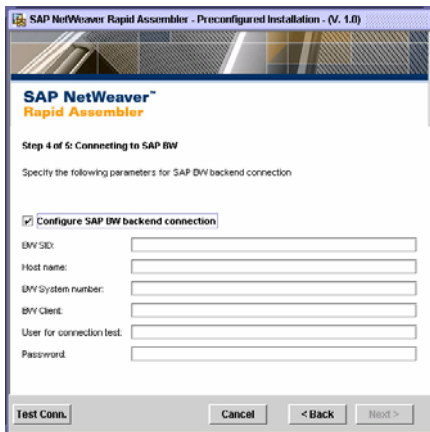 SAP NetWeaver Rapid Assembler - Preconfigured Installation - (V. 1.0)
SAP NetWeaver™
Rapid Assembler
Step 4 of 5: Connecting to SAP BW
Specify the following parameters for SAP BW backend connection
Configure SAP BW backend connection
BW SID:
Host name:
BW System number:
BW Client:
User for connection test:
Password:
Test Conn.
Cancel
< Back
Next >